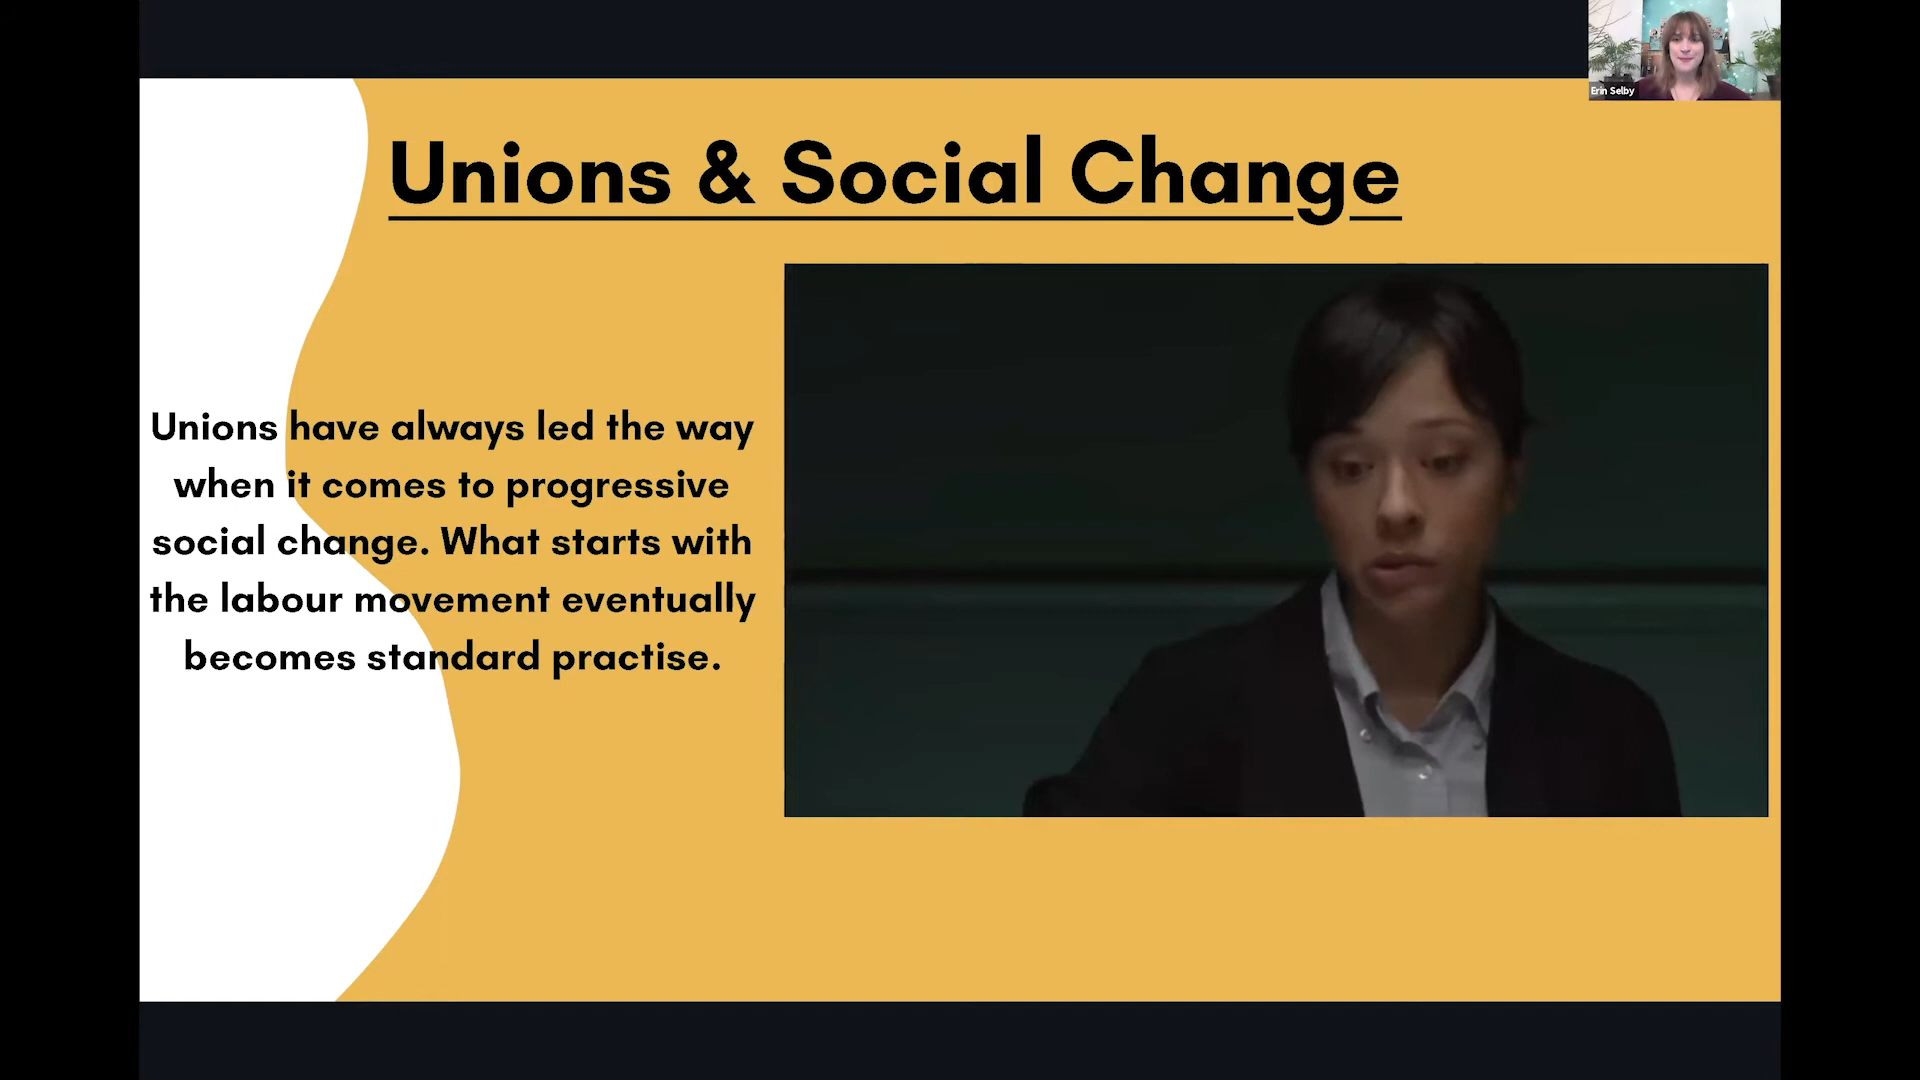 Erin Selby
Unions & Social Change
Unions have always led the way
when it comes to progressive
social change. What starts with
the labour movement eventually
becomes standard practise.